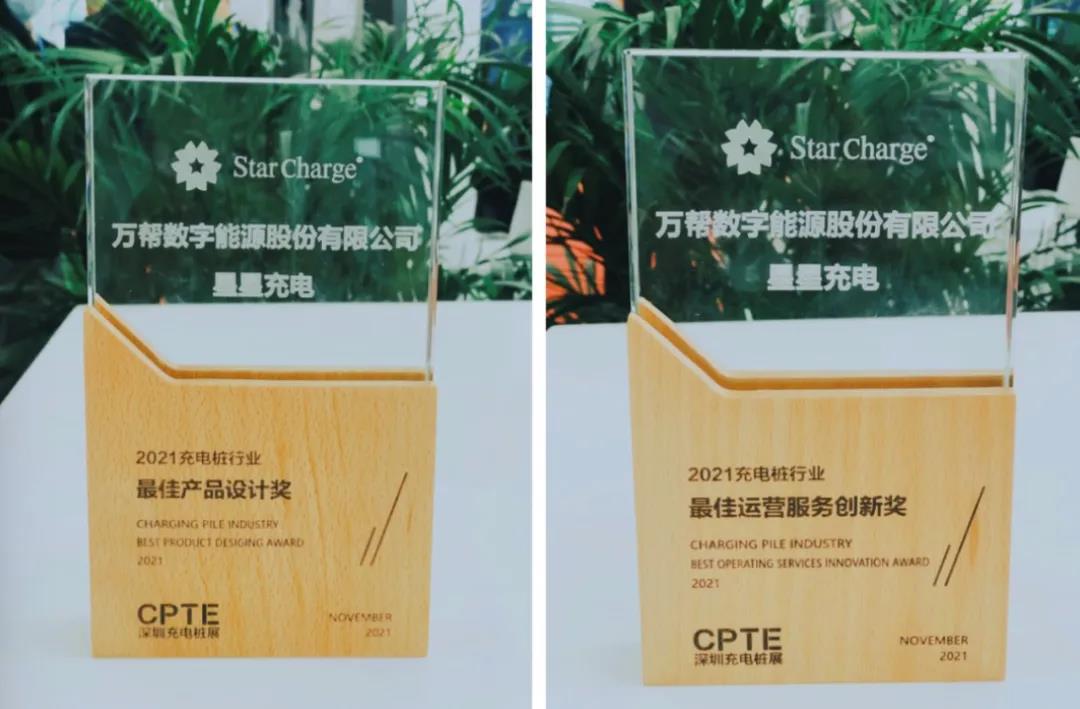 Star Charge
万帮数字能源股份有限公司
星星充电
2021充电桩行业
最佳产品设计奖
CHARGING PILE INDUSTRY
BEST PRODUCT DESIGING AWARD
2021
CPTE
深圳充电桩展
NOVEMBER
2021
Star Charge
万帮数字能源股份有限公司
星星充电
2021充电桩行业
最佳运营服务创新奖
CHARGING PILE INDUSTRY
BEST OPERATING SERVICES INNOVATION AWARD
2021
CPTE
深圳充电桩展
NOVEMBER
2021